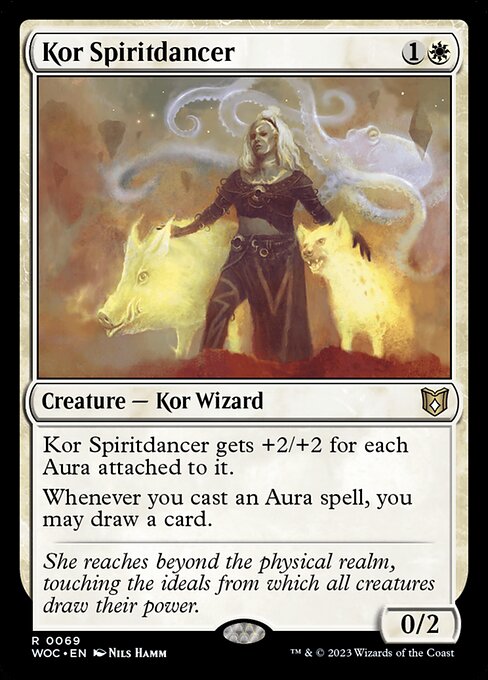 Kor Spiritdancer 1
Creature — Kor Wizard
Kor Spiritdancer gets +2/+2 for each
Aura attached to it.
Whenever you cast an Aura spell, you
may draw a card.
She reaches beyond the physical realm,
touching the ideals from which all creatures
draw their power.
0/2
R 0069
WOC • EN Nils Hamm
™ & © 2023 Wizards of the Coast